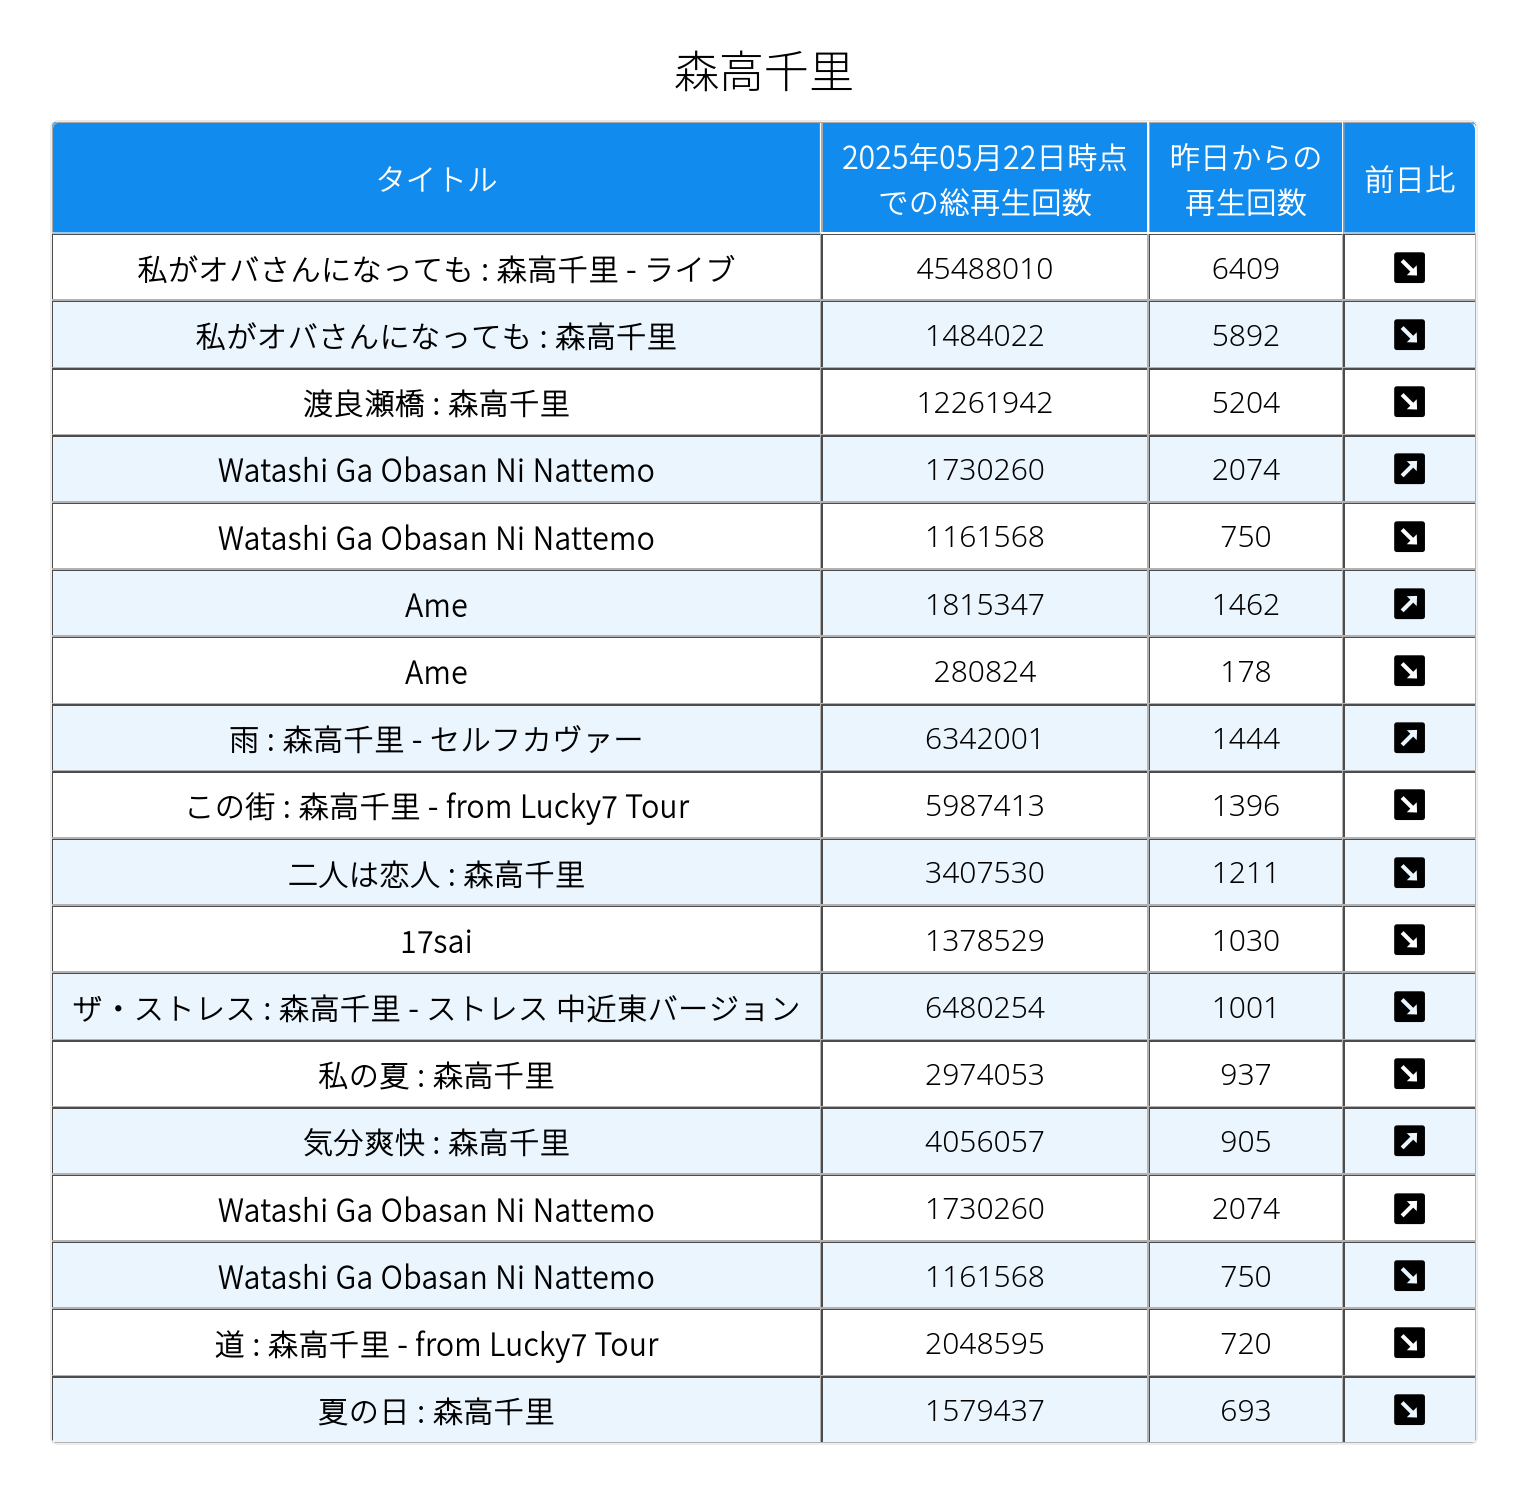 森高千里
タイトル
2025年05月22日時点
での総再生回数
昨日からの
再生回数
前日比
私がオバさんになっても : 森高千里 - ライブ 45488010 6409 ↘
私がオバさんになっても : 森高千里 1484022 5892 ↘
渡良瀬橋 : 森高千里 12261942 5204 ↘
Watashi Ga Obasan Ni Nattemo 1730260 2074 ↗
Watashi Ga Obasan Ni Nattemo 1161568 750 ↘
Ame 1815347 1462 ↗
Ame 280824 178 ↘
雨 : 森高千里 - セルフカヴァー 6342001 1444 ↗
この街 : 森高千里 - from Lucky7 Tour 5987413 1396 ↘
二人は恋人 : 森高千里 3407530 1211 ↘
17sai 1378529 1030 ↘
ザ・ストレス : 森高千里 - ストレス 中近東バージョン 6480254 1001 ↘
私の夏 : 森高千里 2974053 937 ↘
気分爽快 : 森高千里 4056057 905 ↗
Watashi Ga Obasan Ni Nattemo 1730260 2074 ↗
Watashi Ga Obasan Ni Nattemo 1161568 750 ↘
道 : 森高千里 - from Lucky7 Tour 2048595 720 ↘
夏の日 : 森高千里 1579437 693 ↘